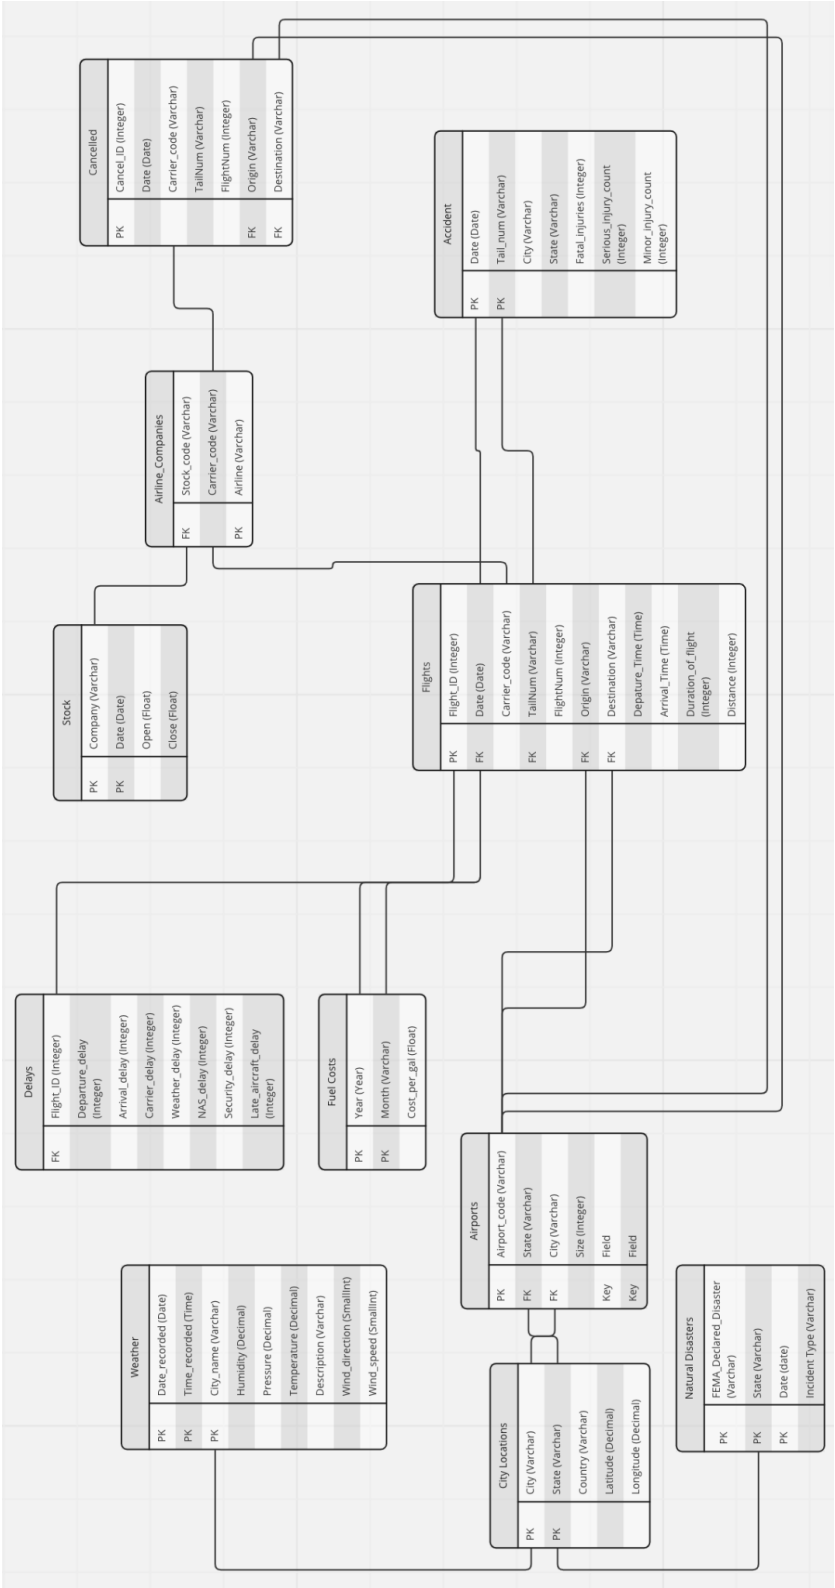 Weather
PK Date_recorded (Date)
PK Time_recorded (Time)
PK City_name (Varchar)
Humidity (Decimal)
Pressure (Decimal)
Temperature (Decimal)
Description (Varchar)
Wind_direction (SmallInt)
Wind_speed (SmallInt)
Delays
FK Flight_ID (Integer)
Departure_delay
(Integer)
Arrival_delay (Integer)
Carrier_delay (Integer)
Weather_delay (Integer)
NAS_delay (Integer)
Security_delay (Integer)
Late_aircraft_delay
(Integer)
Stock
PK Company (Varchar)
PK Date (Date)
Open (Float)
Close (Float)
Airline_Companies
FK Stock_code (Varchar)
Carrier_code (Varchar)
PK Airline (Varchar)
Cancelled
PK Cancel_ID (Integer)
Date (Date)
Carrier_code (Varchar)
TailNum (Varchar)
FlightNum (Integer)
FK Origin (Varchar)
FK Destination (Varchar)
Fuel Costs
PK Year (Year)
PK Month (Varchar)
Cost_per_gal (Float)
City Locations
PK City (Varchar)
PK State (Varchar)
Country (Varchar)
Latitude (Decimal)
Longitude (Decimal)
Airports
PK Airport_code (Varchar)
FK State (Varchar)
FK City (Varchar)
Size (Integer)
Key Field
Key Field
Flights
PK Flight_ID (Integer)
FK Date (Date)
Carrier_code (Varchar)
FK TailNum (Varchar)
FlightNum (Integer)
FK Origin (Varchar)
FK Destination (Varchar)
Depature_Time (Time)
Arrival_Time (Time)
Duration_of_flight
(Integer)
Distance (Integer)
Accident
PK Date (Date)
PK Tail_num (Varchar)
City (Varchar)
State (Varchar)
Fatal_injuries (Integer)
Serious_injury_count
(Integer)
Minor_injury_count
(Integer)
Natural Disasters
PK FEMA_Declared_Disaster
(Varchar)
PK State (Varchar)
PK Date (date)
Incident Type (Varchar)